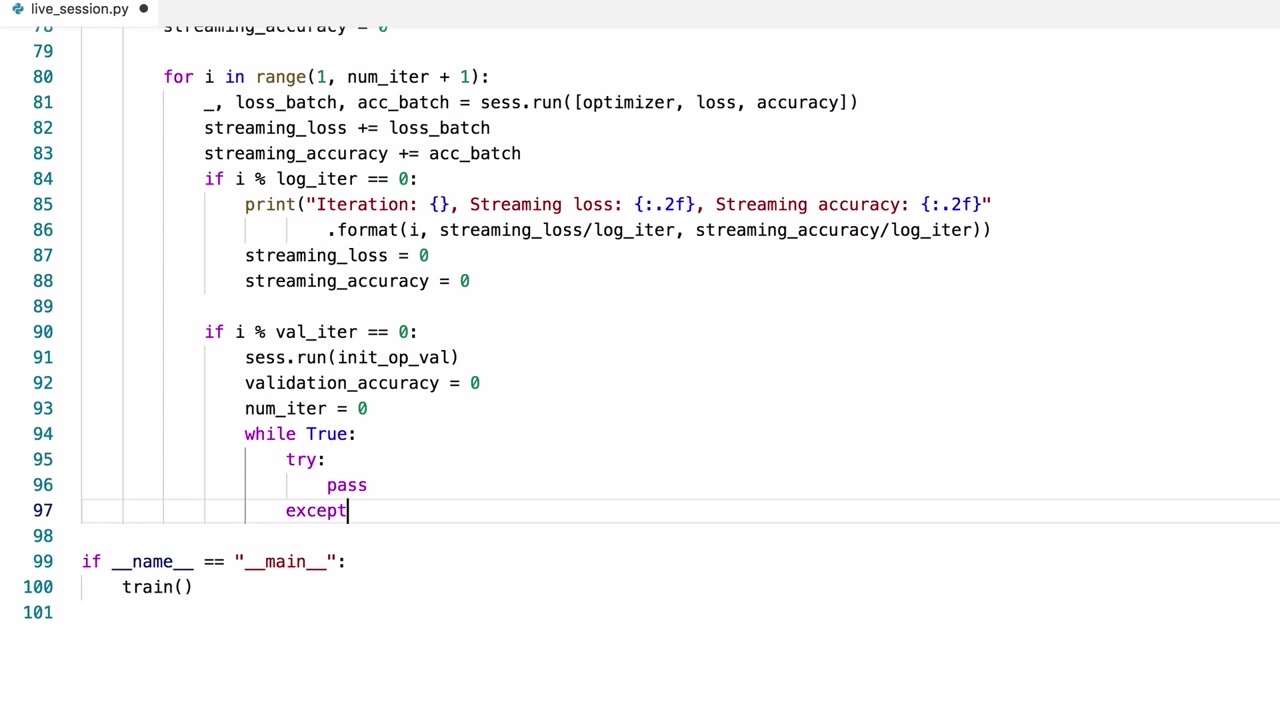 live_session.py
78 streaming_accuracy = 0
79
80 for i in range(1, num_iter + 1):
81 _, loss_batch, acc_batch = sess.run([optimizer, loss, accuracy])
82 streaming_loss += loss_batch
83 streaming_accuracy += acc_batch
84 if i % log_iter == 0:
85 print("Iteration: {}, Streaming loss: {:.2f}, Streaming accuracy: {:.2f}"
86 .format(i, streaming_loss/log_iter, streaming_accuracy/log_iter))
87 streaming_loss = 0
88 streaming_accuracy = 0
89
90 if i % val_iter == 0:
91 sess.run(init_op_val)
92 validation_accuracy = 0
93 num_iter = 0
94 while True:
95 try:
96 pass
97 except
98
99 if __name__ == "__main__":
100 train()
101